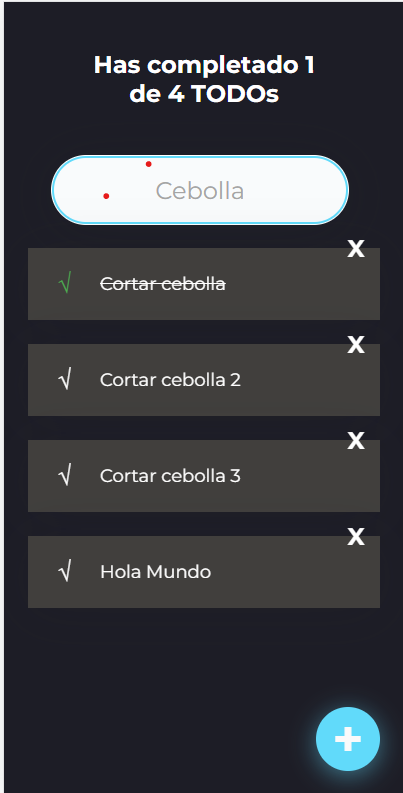 Has completado 1
de 4 TODOs
Cebolla
X
√ Cortar cebolla
X
√ Cortar cebolla 2
X
√ Cortar cebolla 3
X
√ Hola Mundo
+